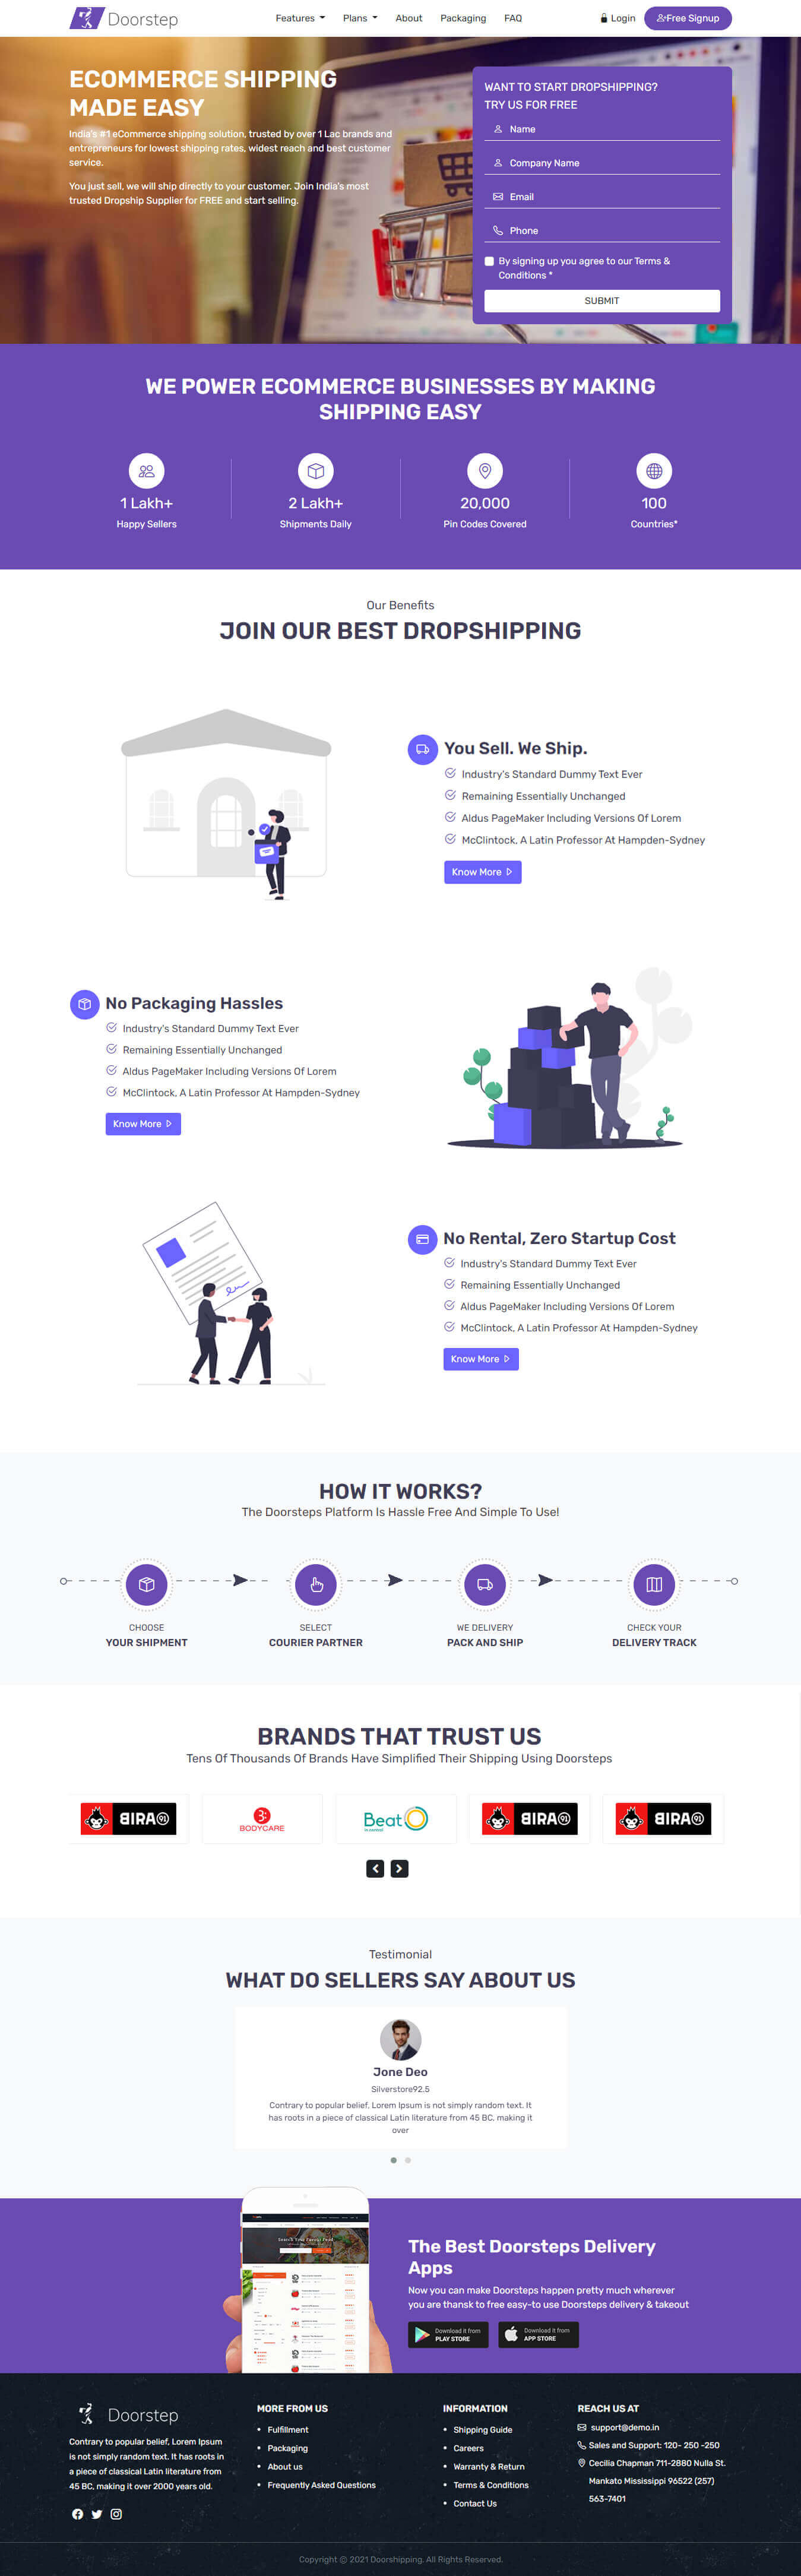 Doorstep
Features
Plans
About
Packaging
FAQ
Login
Free Signup
ECOMMERCE SHIPPING
MADE EASY
India's #1 eCommerce shipping solution, trusted by over 1 Lac brands and
entrepreneurs for lowest shipping rates, widest reach and best customer
service.
You just sell, we will ship directly to your customer. Join India's most
trusted Dropship Supplier for FREE and start selling.
WANT TO START DROPSHIPPING?
TRY US FOR FREE
Name
Company Name
Email
Phone
By signing up you agree to our Terms &
Conditions *
SUBMIT
WE POWER ECOMMERCE BUSINESSES BY MAKING
SHIPPING EASY
1 Lakh+
Happy Sellers
2 Lakh+
Shipments Daily
20,000
Pin Codes Covered
100
Countries*
Our Benefits
JOIN OUR BEST DROPSHIPPING
You Sell. We Ship.
Industry's Standard Dummy Text Ever
Remaining Essentially Unchanged
Aldus PageMaker Including Versions Of Lorem
McClintock, A Latin Professor At Hampden-Sydney
Know More
No Packaging Hassles
Industry's Standard Dummy Text Ever
Remaining Essentially Unchanged
Aldus PageMaker Including Versions Of Lorem
McClintock, A Latin Professor At Hampden-Sydney
Know More
No Rental, Zero Startup Cost
Industry's Standard Dummy Text Ever
Remaining Essentially Unchanged
Aldus PageMaker Including Versions Of Lorem
McClintock, A Latin Professor At Hampden-Sydney
Know More
HOW IT WORKS?
The Doorsteps Platform Is Hassle Free And Simple To Use!
CHOOSE
YOUR SHIPMENT
SELECT
COURIER PARTNER
WE DELIVERY
PACK AND SHIP
CHECK YOUR
DELIVERY TRACK
BRANDS THAT TRUST US
Tens Of Thousands Of Brands Have Simplified Their Shipping Using Doorsteps
BIRA 91
BODYCARE
Beat O
BIRA 91
BIRA 91
Testimonial
WHAT DO SELLERS SAY ABOUT US
Jone Deo
Silverstore92.5
Contrary to popular belief, Lorem Ipsum is not simply random text. It
has roots in a piece of classical Latin literature from 45 BC, making it
over
The Best Doorsteps Delivery
Apps
Now you can make Doorsteps happen pretty much wherever
you are thansk to free easy-to use Doorsteps delivery & takeout
Download it from
PLAY STORE
Download it from
APP STORE
Doorstep
Contrary to popular belief, Lorem Ipsum
is not simply random text. It has roots in
a piece of classical Latin literature from
45 BC, making it over 2000 years old.
MORE FROM US
Fulfillment
Packaging
About us
Frequently Asked Questions
INFORMATION
Shipping Guide
Careers
Warranty & Return
Terms & Conditions
Contact Us
REACH US AT
support@demo.in
Sales and Support: 120- 250 -250
Cecilia Chapman 711-2880 Nulla St.
Mankato Mississippi 96522 (257)
563-7401
Copyright © 2021 Doorshipping. All Rights Reserved.